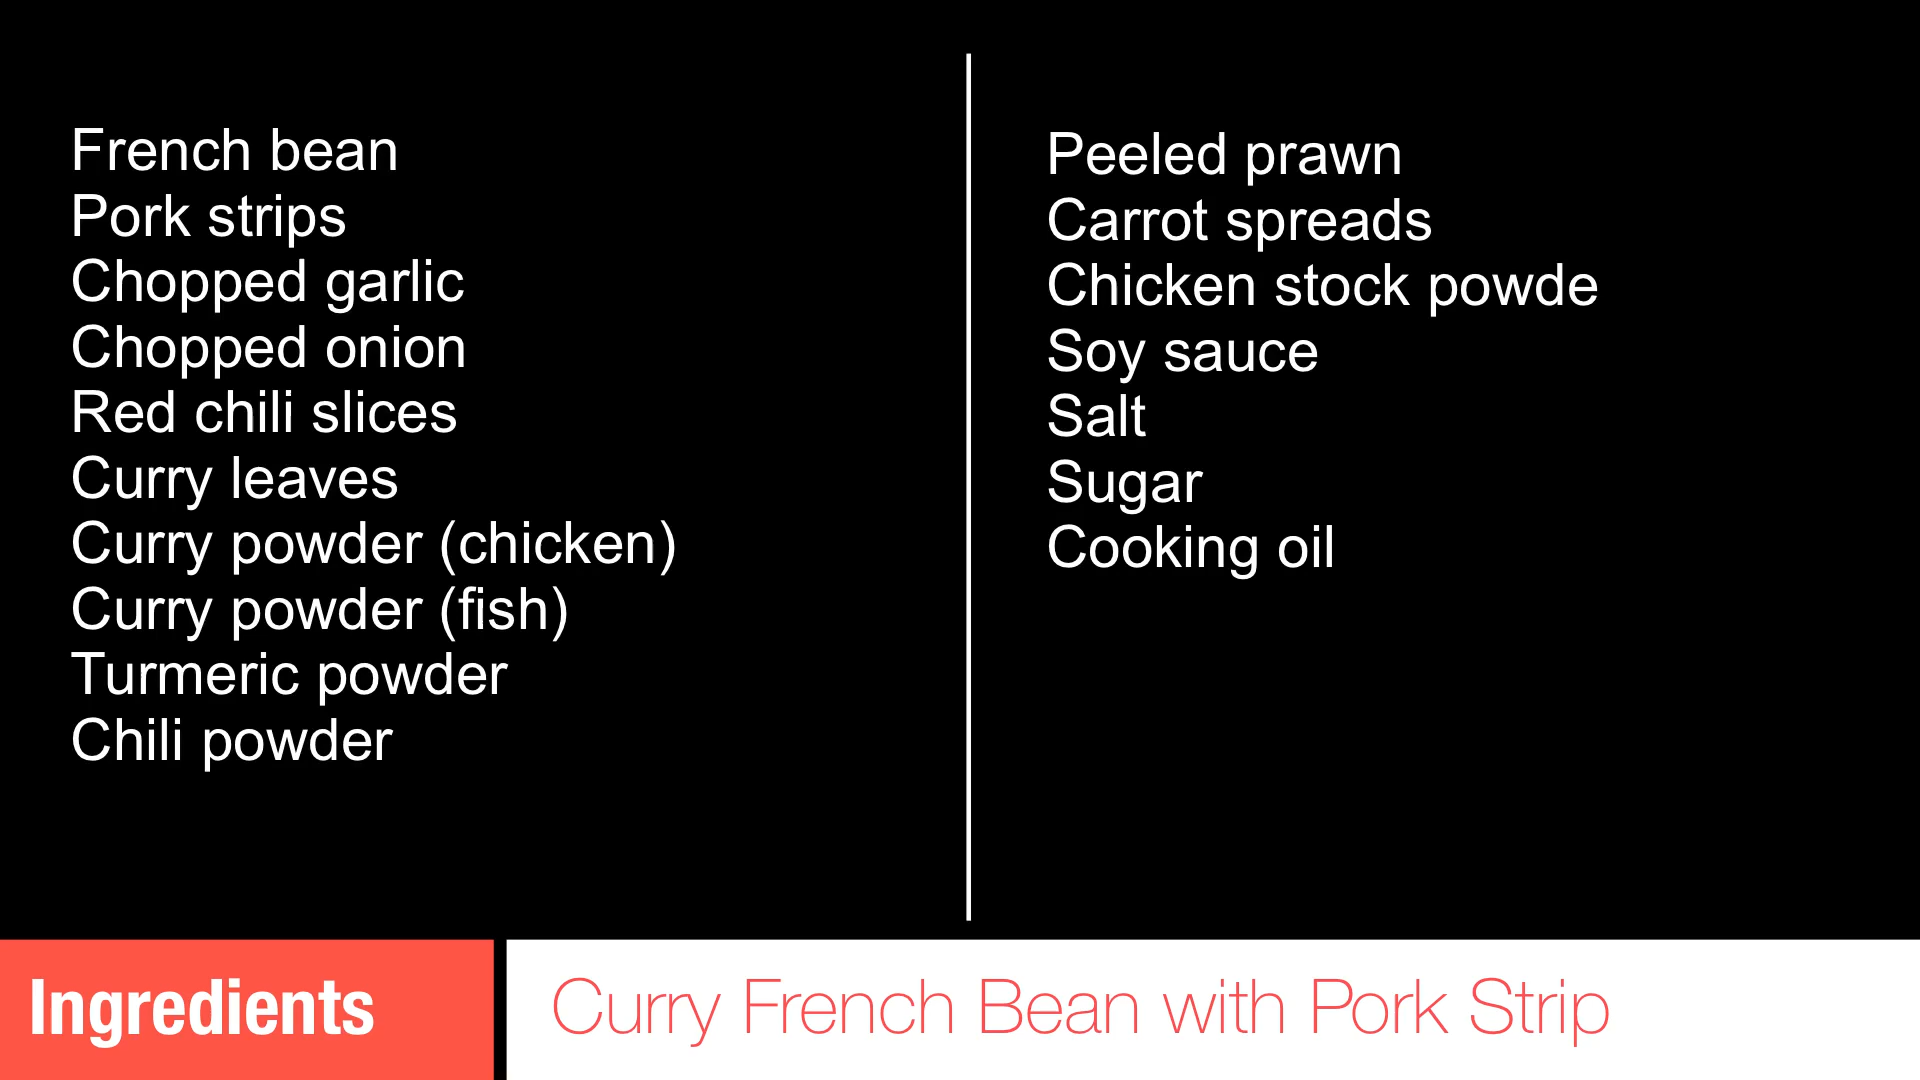 French bean
Pork strips
Chopped garlic
Chopped onion
Red chili slices
Curry leaves
Curry powder (chicken)
Curry powder (fish)
Turmeric powder
Chili powder
Peeled prawn
Carrot spreads
Chicken stock powde
Soy sauce
Salt
Sugar
Cooking oil
Ingredients
Curry French Bean with Pork Strip